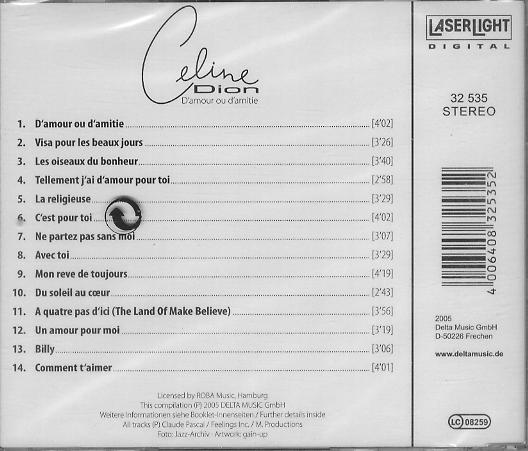 Celine
Dion
D'amour ou d'amitie
LASERLIGHT
DIGITAL
32 535
STEREO
1. D'amour ou d'amitie [4'02]
2. Visa pour les beaux jours [3'26]
3. Les oiseaux du bonheur [3'40]
4. Tellement j'ai d'amour pour toi [2'58]
5. La religieuse [3'29]
6. C'est pour toi [4'02]
7. Ne partez pas sans moi [3'07]
8. Avec toi [3'29]
9. Mon reve de toujours [4'19]
10. Du soleil au cœur [2'43]
11. A quatre pas d'ici (The Land Of Make Believe) [3'56]
12. Un amour pour moi [3'19]
13. Billy [3'06]
14. Comment t'aimer [4'01]
4 006408 325352
2005
Delta Music GmbH
D-50226 Frechen
www.deltamusic.de
Licensed by ROBA Music, Hamburg
This compilation (P) 2005 DELTA MUSIC GmbH
Weitere Informationen siehe Booklet-Innenseiten / Further details inside
All tracks (P) Claude Pascal / Feelings Inc. / M. Productions
Foto: Jazz-Archiv · Artwork: gain-up
LC 08259